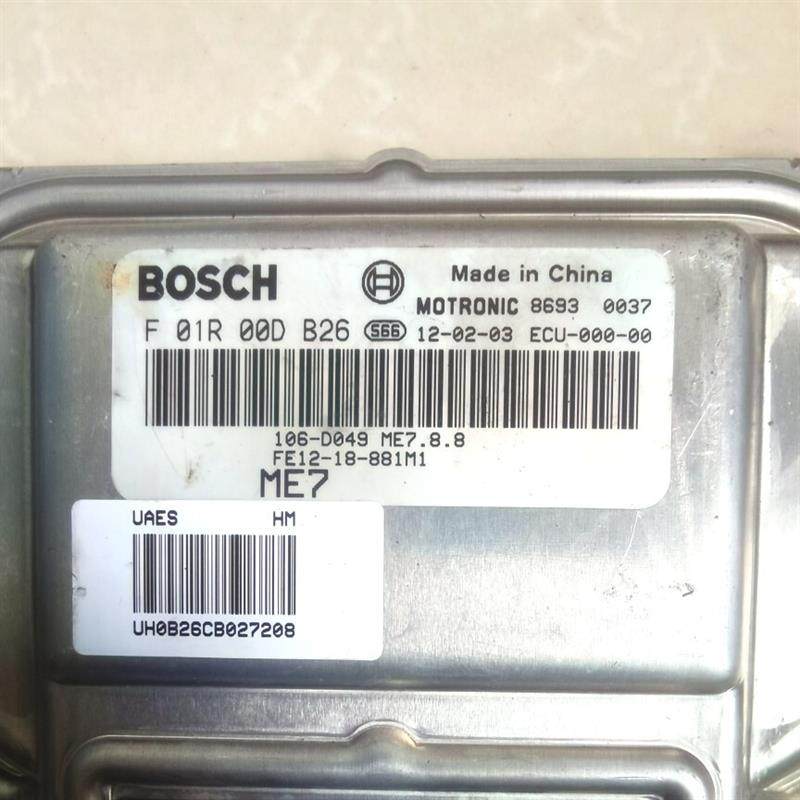 BOSCH
Made in China
MOTRONIC 8693 0037
F 01R 00D B26 566 12-02-03 ECU-000-00
106-D049 ME7.8.8
FE12-18-881M1
ME7
UAES HM
UH0B26CB027208